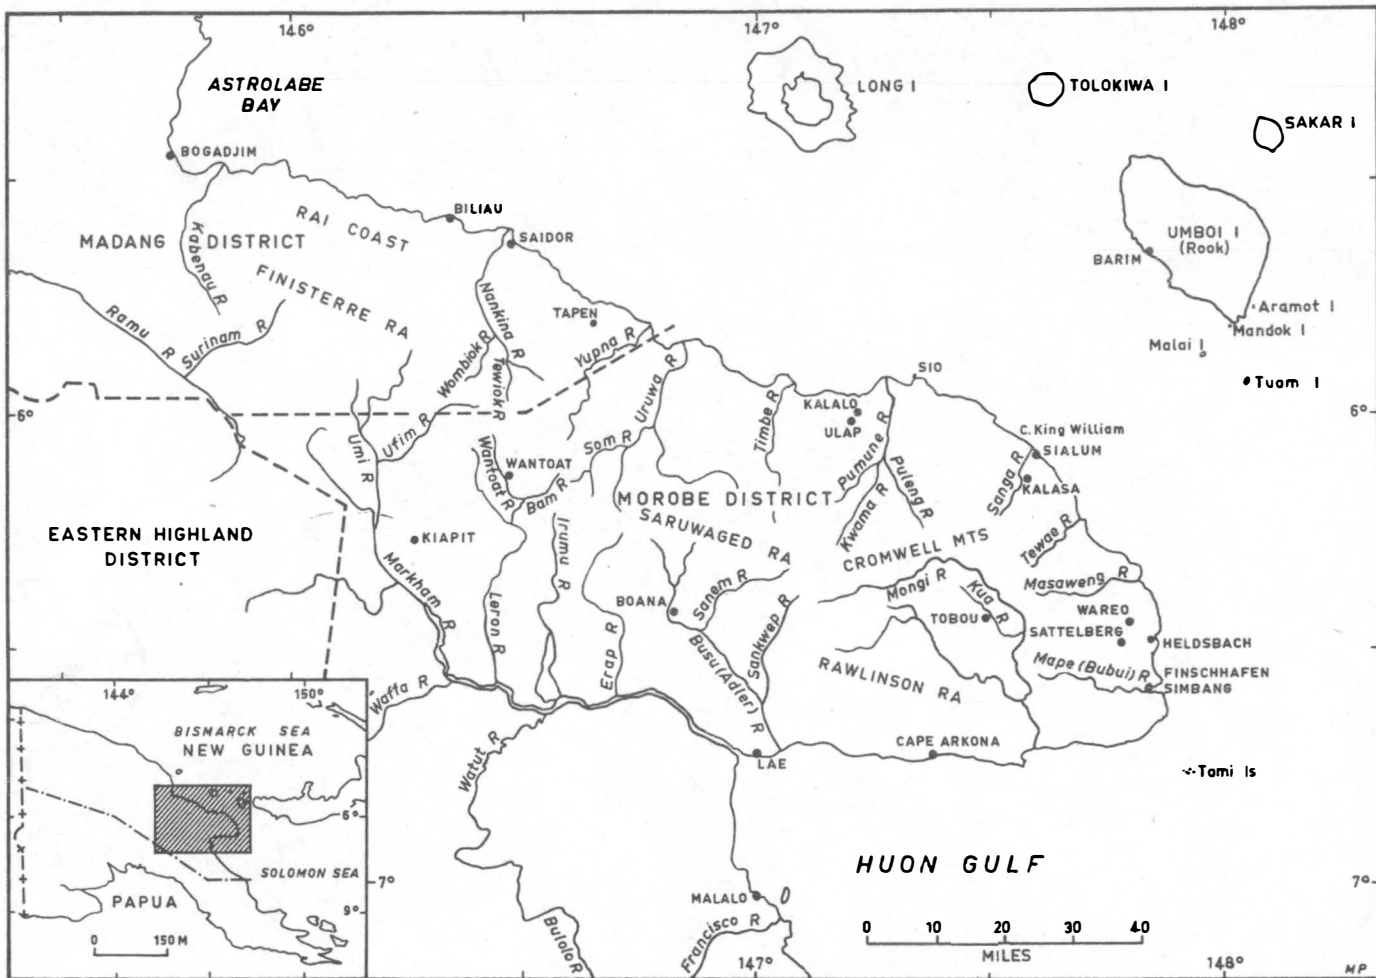 146°
147°
148°
ASTROLABE
BAY
LONG I
TOLOKIWA I
SAKAR I
BOGADJIM
BILIAU
RAI COAST
SAIDOR
MADANG DISTRICT
Kabenau R
UMBOI I
(Rook)
BARIM
FINISTERRE RA
Nankina R
TAPEN
Aramot I
Mandok I
Malai I
Ramu R
Surinam R
Wombiok R
Tewiok R
Yupna R
Uruwa R
Timbe R
SIO
Tuam I
6°
6°
KALALO
ULAP
Pumune R
C. King William
SIALUM
Umi R
Ufim R
Wantoat R
WANTOAT
Bam R
Som R
Puleng R
Sanga R
KALASA
MOROBE DISTRICT
SARUWAGED RA
Kwama R
CROMWELL MTS
Tewae R
EASTERN HIGHLAND
DISTRICT
KIAPIT
Irumu R
Markham R
Leron R
Erap R
BOANA
Sanem R
Sankwep R
Busu (Adler) R
Mongi R
Kua R
Masaweng R
TOBOU
WAREO
SATTELBERG
HELDSBACH
RAWLINSON RA
Mape (Bubui) R
FINSCHHAFEN
SIMBANG
Waffa R
Watut R
LAE
CAPE ARKONA
Tami Is
144°
150°
BISMARCK SEA
NEW GUINEA
6°
SOLOMON SEA
PAPUA
9°
0 150 M
7°
7°
HUON GULF
MALALO
Francisco R
Bulolo R
0 10 20 30 40
MILES
147°
148°
MP